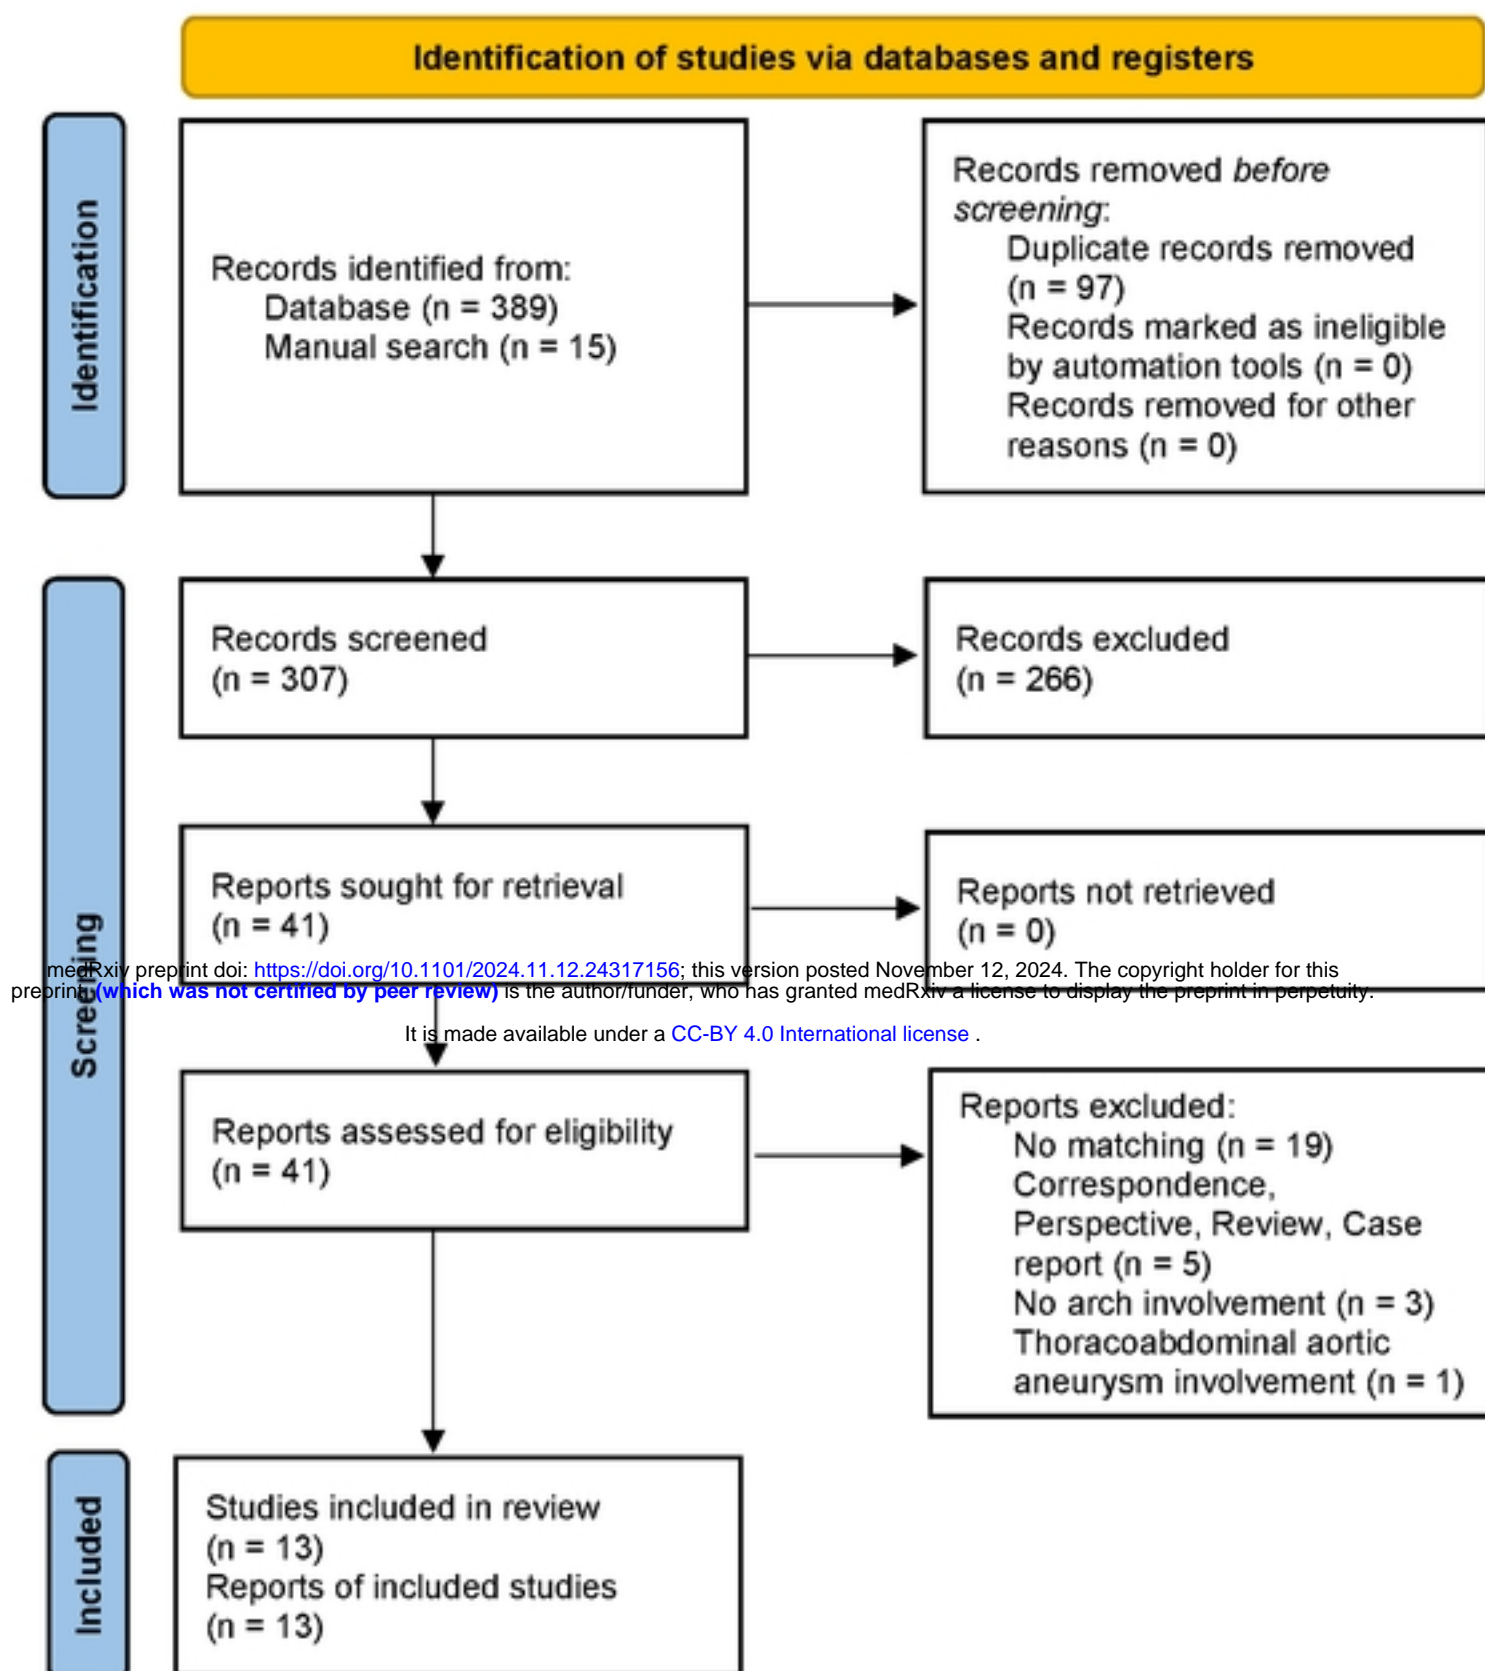 Identification of studies via databases and registers
Identification
Records identified from:
Database (n = 389)
Manual search (n = 15)
Records removed before
screening:
Duplicate records removed
(n = 97)
Records marked as ineligible
by automation tools (n = 0)
Records removed for other
reasons (n = 0)
Screening
Records screened
(n = 307)
Records excluded
(n = 266)
Reports sought for retrieval
(n = 41)
Reports not retrieved
(n = 0)
medRxiv preprint doi: https://doi.org/10.1101/2024.11.12.24317156; this version posted November 12, 2024. The copyright holder for this
preprint (which was not certified by peer review) is the author/funder, who has granted medRxiv a license to display the preprint in perpetuity.
It is made available under a CC-BY 4.0 International license .
Reports assessed for eligibility
(n = 41)
Reports excluded:
No matching (n = 19)
Correspondence,
Perspective, Review, Case
report (n = 5)
No arch involvement (n = 3)
Thoracoabdominal aortic
aneurysm involvement (n = 1)
Included
Studies included in review
(n = 13)
Reports of included studies
(n = 13)